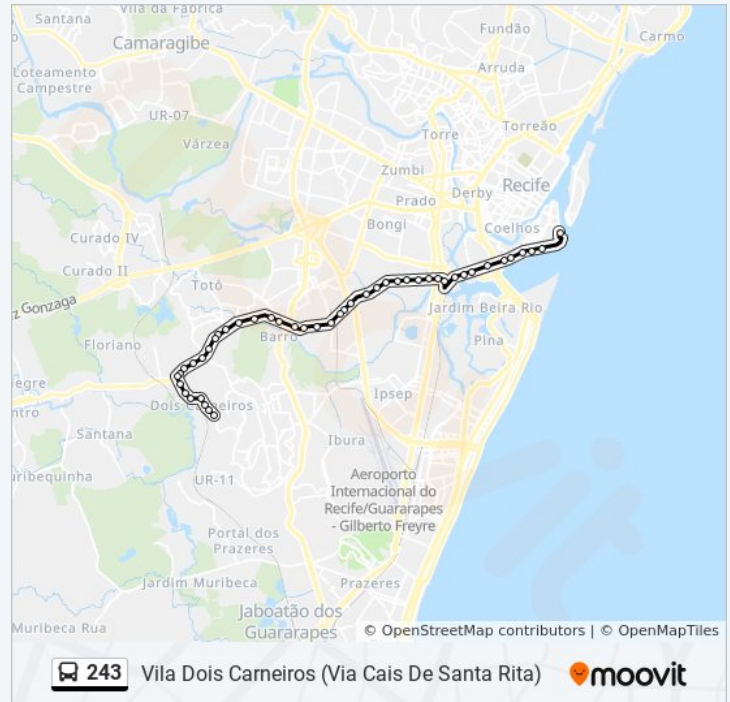 Vila da Fábrica
Santana
Camaragibe
Fundão
Carmo
Arruda
Loteamento
Campestre
UR-07
Torre
Torreão
Várzea
Zumbi
Recife
Derby
Prado
Bongi
Coelhos
Curado IV
Curado II
Totó
z Gonzaga
Jardim Beira Rio
Floriano
Barro
Pina
legre
Ipsep
ntro
Dois Carneiros
Santana
Ibura
uribequinha
UR-11
Aeroporto
Internacional do
Recife/Guararapes
- Gilberto Freyre
Portal dos
Prazeres
Jardim Muribeca
Prazeres
Jaboatão dos
Guararapes
Muribeca Rua
© OpenStreetMap contributors | © OpenMapTiles
243 Vila Dois Carneiros (Via Cais De Santa Rita) moovit